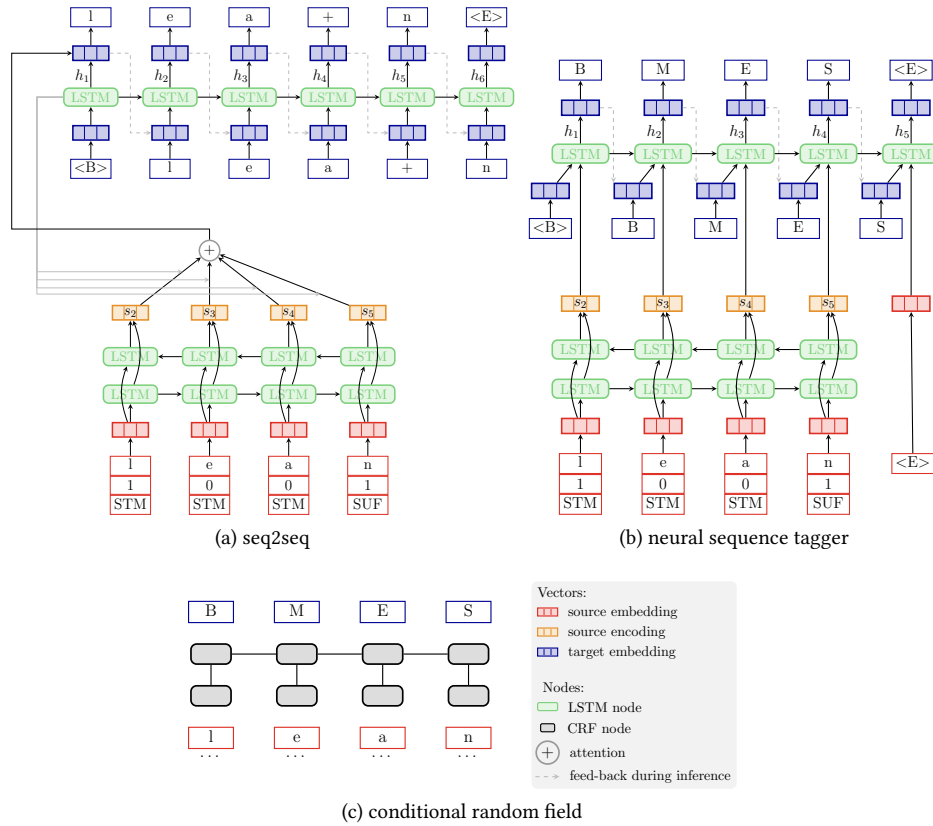 l e a + n <E>
h1 h2 h3 h4 h5 h6
LSTM LSTM LSTM LSTM LSTM LSTM
<B> l e a + n
+
s2 s3 s4 s5
LSTM LSTM LSTM LSTM
LSTM LSTM LSTM LSTM
l e a n
1 0 0 1
STM STM STM SUF
(a) seq2seq
B M E S <E>
h1 h2 h3 h4 h5
LSTM LSTM LSTM LSTM LSTM
<B> B M E S
s2 s3 s4 s5
LSTM LSTM LSTM LSTM
LSTM LSTM LSTM LSTM
l e a n <E>
1 0 0 1
STM STM STM SUF
(b) neural sequence tagger
B M E S
l e a n
... ... ... ...
Vectors:
source embedding
source encoding
target embedding
Nodes:
LSTM node
CRF node
+ attention
feed-back during inference
(c) conditional random field